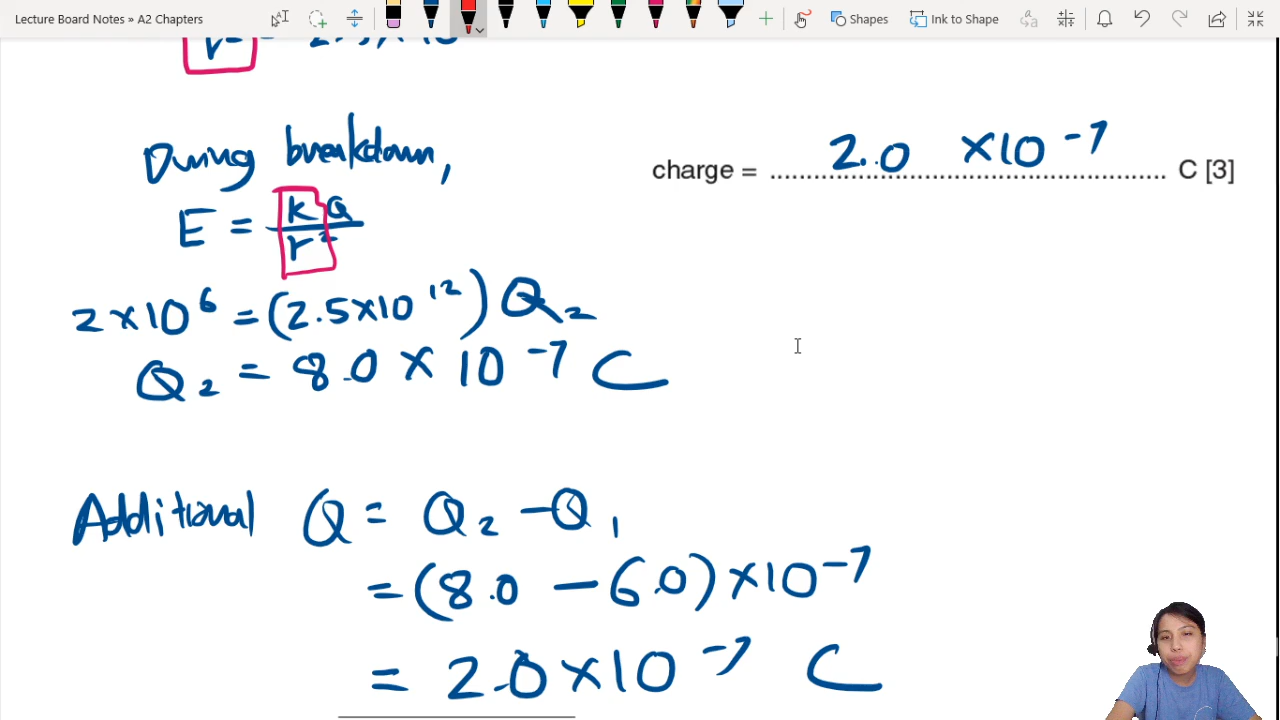 Lecture Board Notes » A2 Chapters
Shapes
Ink to Shape
During breakdown,
E = kQ / r²
2 × 10⁶ = (2.5×10¹²) Q₂
Q₂ = 8.0 × 10⁻⁷ C
charge = 2.0 ×10⁻⁷ C [3]
Additional Q = Q₂ − Q₁
= (8.0 − 6.0) × 10⁻⁷
= 2.0 × 10⁻⁷ C